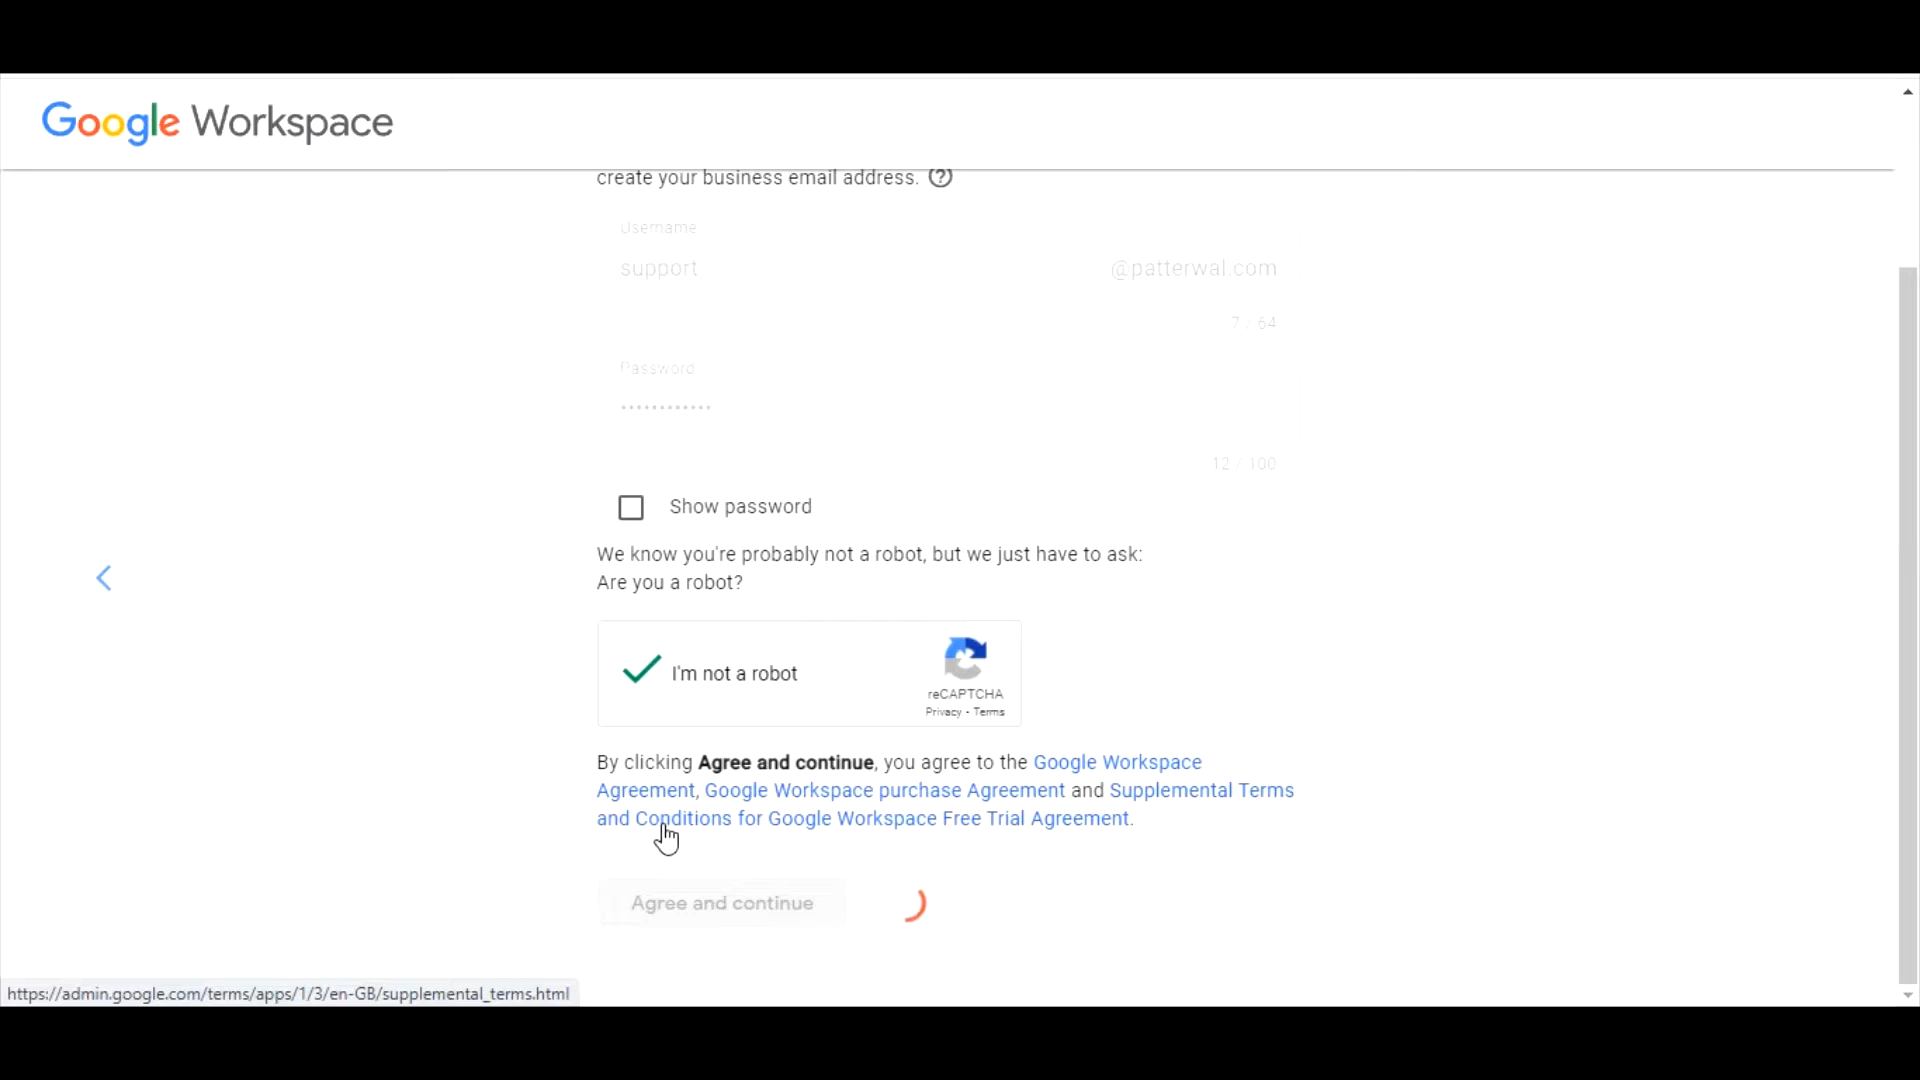 Google Workspace
create your business email address. ?
Username
support @patterwal.com
7 / 64
Password
••••••••••••
12 / 100
Show password
We know you're probably not a robot, but we just have to ask:
Are you a robot?
I'm not a robot
reCAPTCHA
Privacy - Terms
By clicking Agree and continue, you agree to the Google Workspace
Agreement, Google Workspace purchase Agreement and Supplemental Terms
and Conditions for Google Workspace Free Trial Agreement.
Agree and continue
https://admin.google.com/terms/apps/1/3/en-GB/supplemental_terms.html